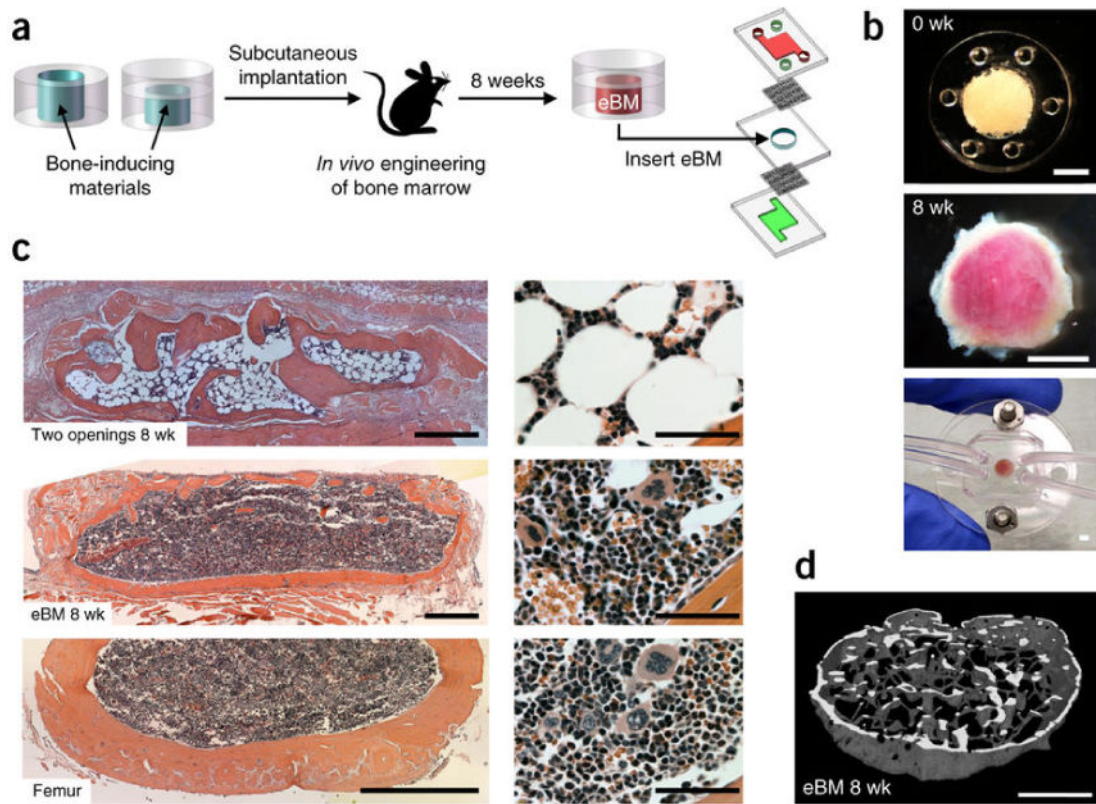 a
Subcutaneous
implantation
8 weeks
eBM
Bone-inducing
materials
In vivo engineering
of bone marrow
Insert eBM
b
0 wk
8 wk
c
Two openings 8 wk
eBM 8 wk
Femur
d
eBM 8 wk